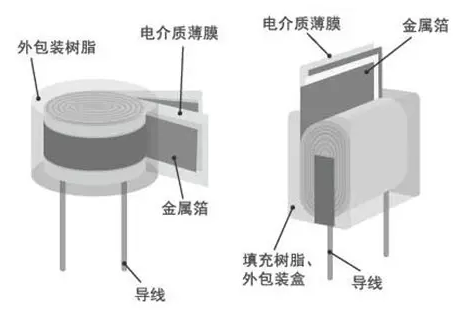 外包装树脂
电介质薄膜
金属箔
导线
电介质薄膜
金属箔
填充树脂、
外包装盒
导线